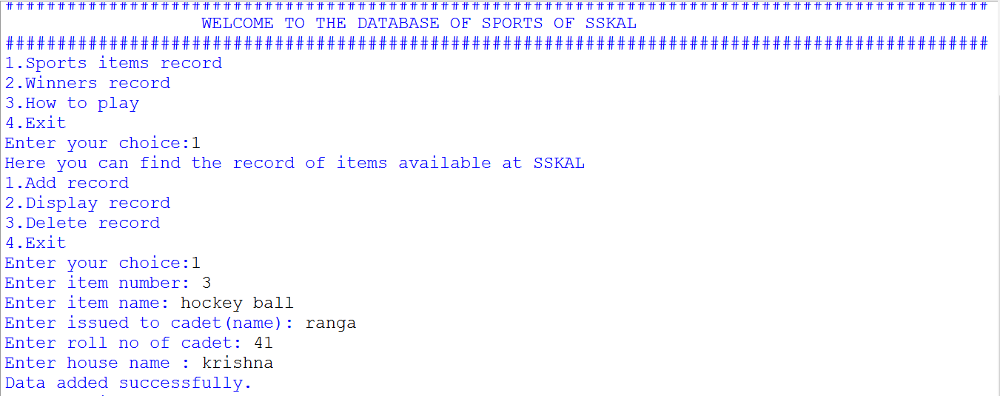 ###############################################################################################
WELCOME TO THE DATABASE OF SPORTS OF SSKAL
###############################################################################################
1.Sports items record
2.Winners record
3.How to play
4.Exit
Enter your choice:1
Here you can find the record of items available at SSKAL
1.Add record
2.Display record
3.Delete record
4.Exit
Enter your choice:1
Enter item number: 3
Enter item name: hockey ball
Enter issued to cadet(name): ranga
Enter roll no of cadet: 41
Enter house name : krishna
Data added successfully.